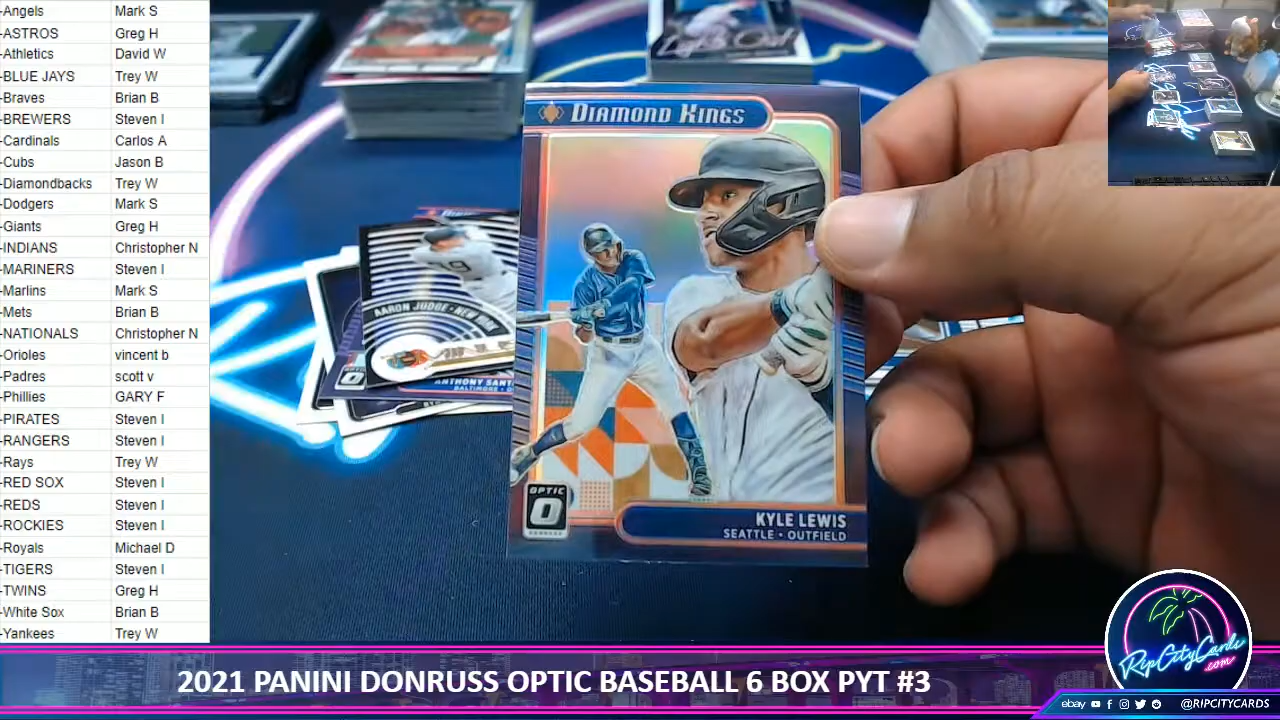 -Angels Mark S
-ASTROS Greg H
-Athletics David W
-BLUE JAYS Trey W
-Braves Brian B
-BREWERS Steven I
-Cardinals Carlos A
-Cubs Jason B
-Diamondbacks Trey W
-Dodgers Mark S
-Giants Greg H
-INDIANS Christopher N
-MARINERS Steven I
-Marlins Mark S
-Mets Brian B
-NATIONALS Christopher N
-Orioles vincent b
-Padres scott v
-Phillies GARY F
-PIRATES Steven I
-RANGERS Steven I
-Rays Trey W
-RED SOX Steven I
-REDS Steven I
-ROCKIES Steven I
-Royals Michael D
-TIGERS Steven I
-TWINS Greg H
-White Sox Brian B
-Yankees Trey W
DIAMOND KINGS
OPTIC
O
DONRUSS
KYLE LEWIS
SEATTLE • OUTFIELD
AARON JUDGE • NEW YORK
ANTHONY SANT
BALTIMORE
RipCityCards
.com
2021 PANINI DONRUSS OPTIC BASEBALL 6 BOX PYT #3
ebay @RIPCITYCARDS